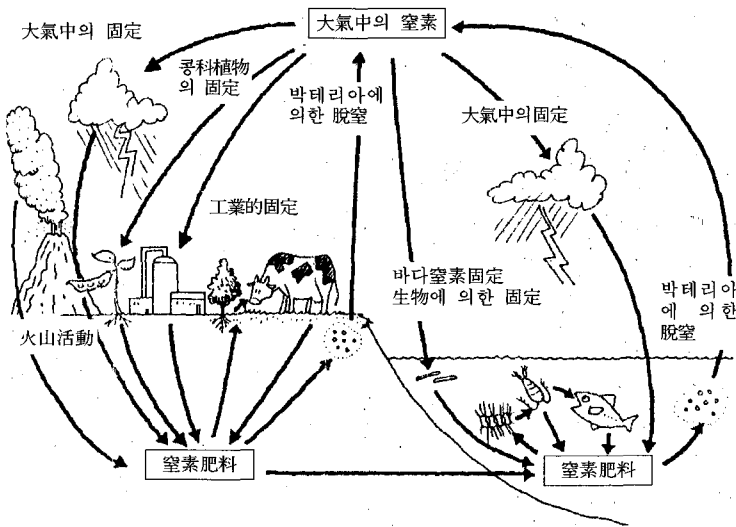 大氣中의 窒素
大氣中의 固定
콩科植物
의 固定
박테리아에
의한 脫窒
大氣中의固定
工業的固定
바다窒素固定
生物에 의한 固定
박테리아
에 의한
脫窒
火山活動
窒素肥料
窒素肥料